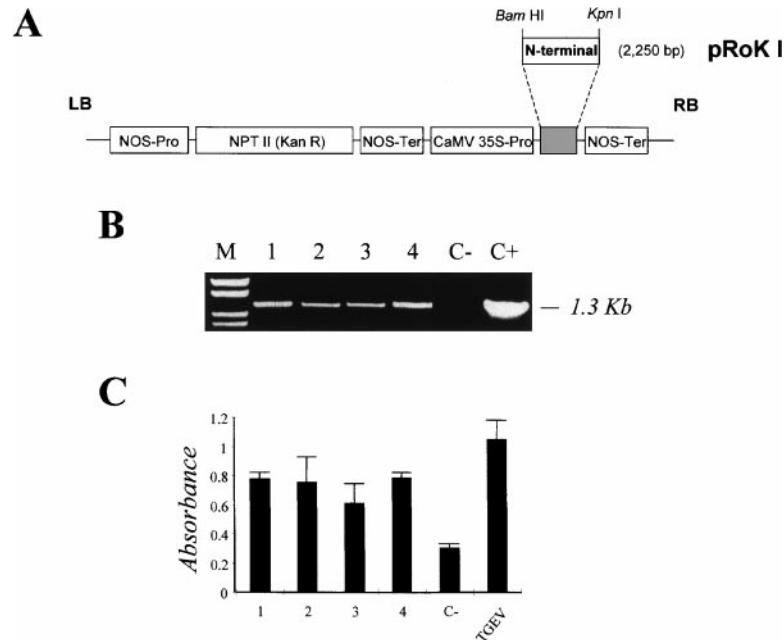 A
Bam HI
Kpn I
N-terminal
(2,250 bp)
pRoK I
LB
RB
NOS-Pro
NPT II (Kan R)
NOS-Ter
CaMV 35S-Pro
NOS-Ter
B
M 1 2 3 4 C- C+
1.3 Kb
C
Absorbance
1.2
1
0.8
0.6
0.4
0.2
0
1 2 3 4 C- TGEV